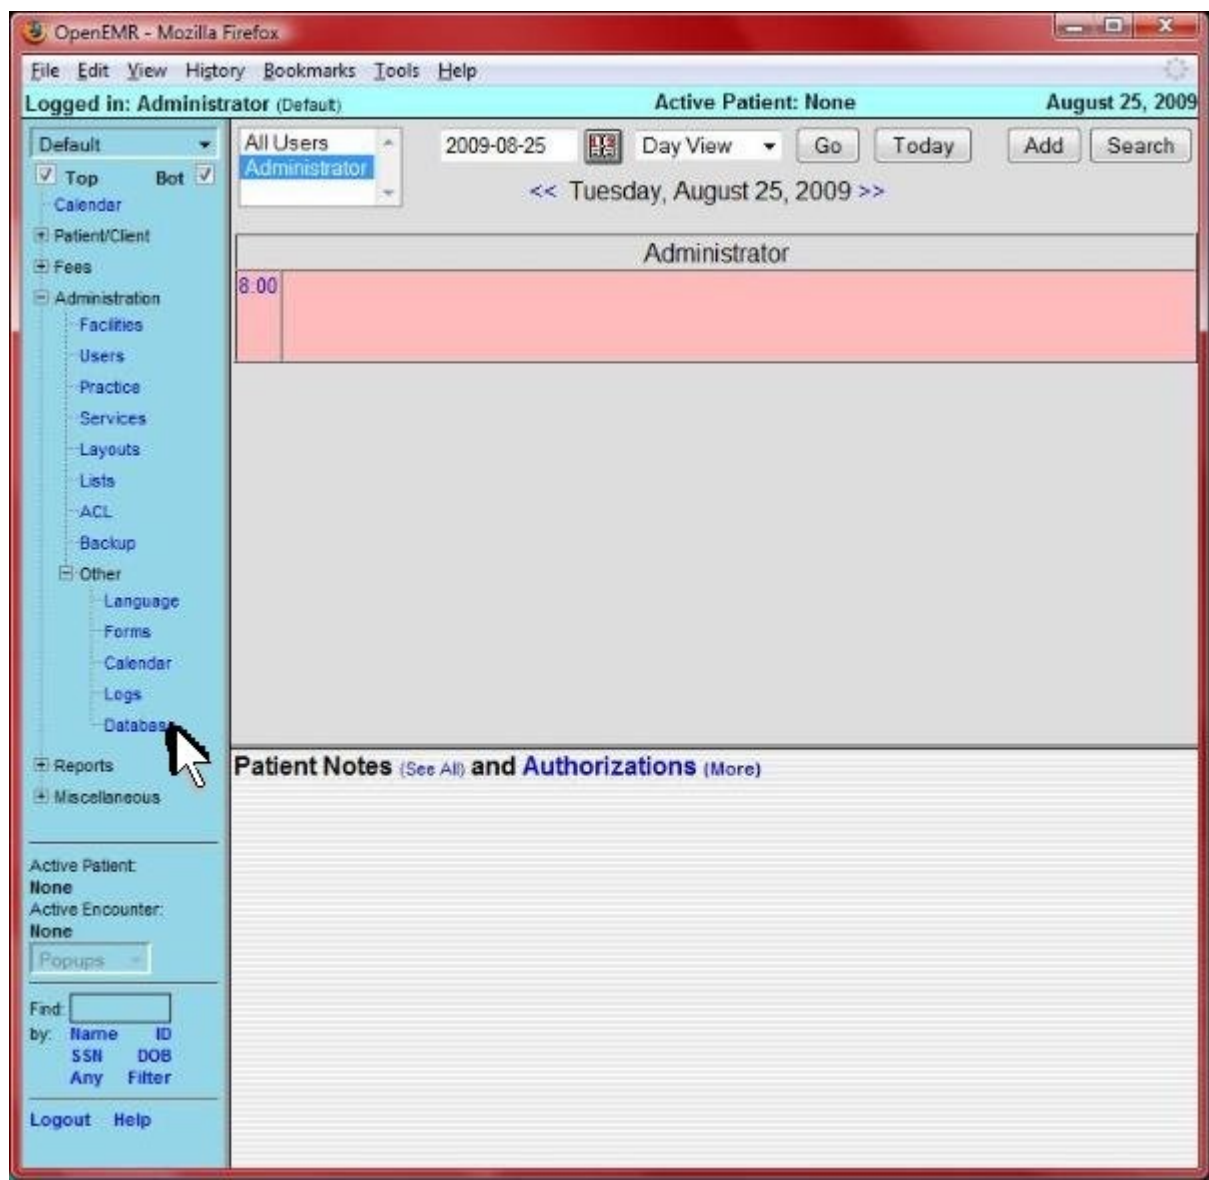 OpenEMR - Mozilla Firefox
File Edit View History Bookmarks Tools Help
Logged in: Administrator (Default) Active Patient: None August 25, 2009
Default
All Users
Administrator
2009-08-25 Day View Go Today Add Search
<< Tuesday, August 25, 2009 >>
Top Bot
Calendar
Patient/Client
Fees
Administration
Facilities
Users
Practice
Services
Layouts
Lists
ACL
Backup
Other
Language
Forms
Calendar
Logs
Database
Reports
Miscellaneous
Active Patient:
None
Active Encounter:
None
Popups
Find:
by: Name ID
SSN DOB
Any Filter
Logout Help
Administrator
8:00
Patient Notes (See All) and Authorizations (More)